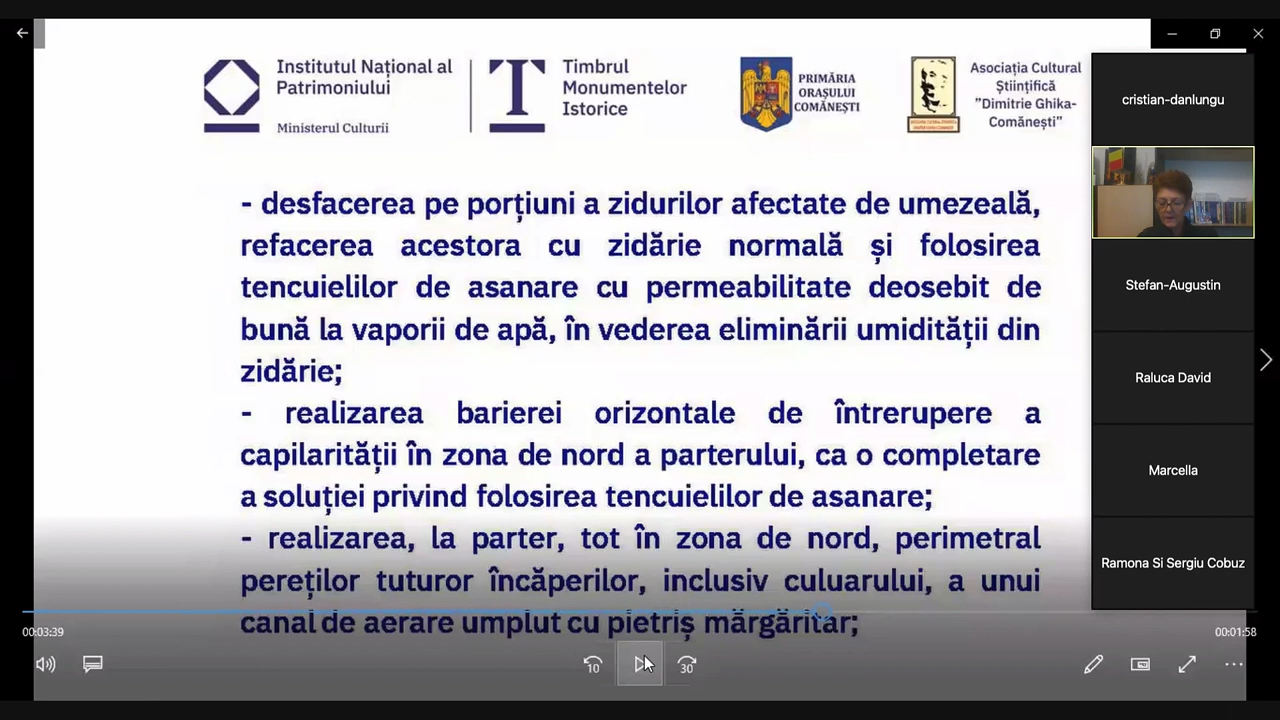 Institutul Național al
Patrimoniului
Ministerul Culturii
Timbrul
Monumentelor
Istorice
PRIMĂRIA
ORAȘULUI
COMĂNEȘTI
Asociația Cultural
Științifică
”Dimitrie Ghika-
Comănești”
- desfacerea pe porțiuni a zidurilor afectate de umezeală,
refacerea acestora cu zidărie normală și folosirea
tencuielilor de asanare cu permeabilitate deosebit de
bună la vaporii de apă, în vederea eliminării umidității din
zidărie;
- realizarea barierei orizontale de întrerupere a
capilarității în zona de nord a parterului, ca o completare
a soluției privind folosirea tencuielilor de asanare;
- realizarea, la parter, tot în zona de nord, perimetral
pereților tuturor încăperilor, inclusiv culuarului, a unui
canal de aerare umplut cu pietriș mărgăritar;
cristian-danlungu
Stefan-Augustin
Raluca David
Marcella
Ramona Si Sergiu Cobuz
00:03:39
00:01:58
10
30